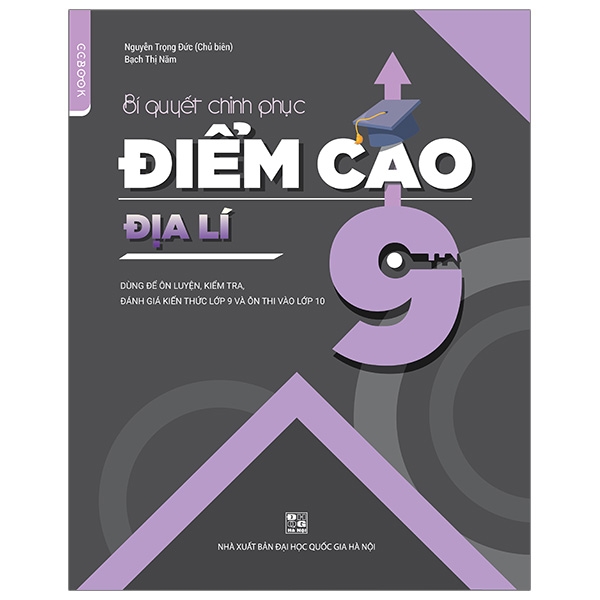 CCBOOK
Nguyễn Trọng Đức (Chủ biên)
Bạch Thị Năm
Bí quyết chinh phục
ĐIỂM CAO
ĐỊA LÍ
9
DÙNG ĐỂ ÔN LUYỆN, KIỂM TRA,
ĐÁNH GIÁ KIẾN THỨC LỚP 9 VÀ ÔN THI VÀO LỚP 10
HÀ NỘI
NHÀ XUẤT BẢN ĐẠI HỌC QUỐC GIA HÀ NỘI